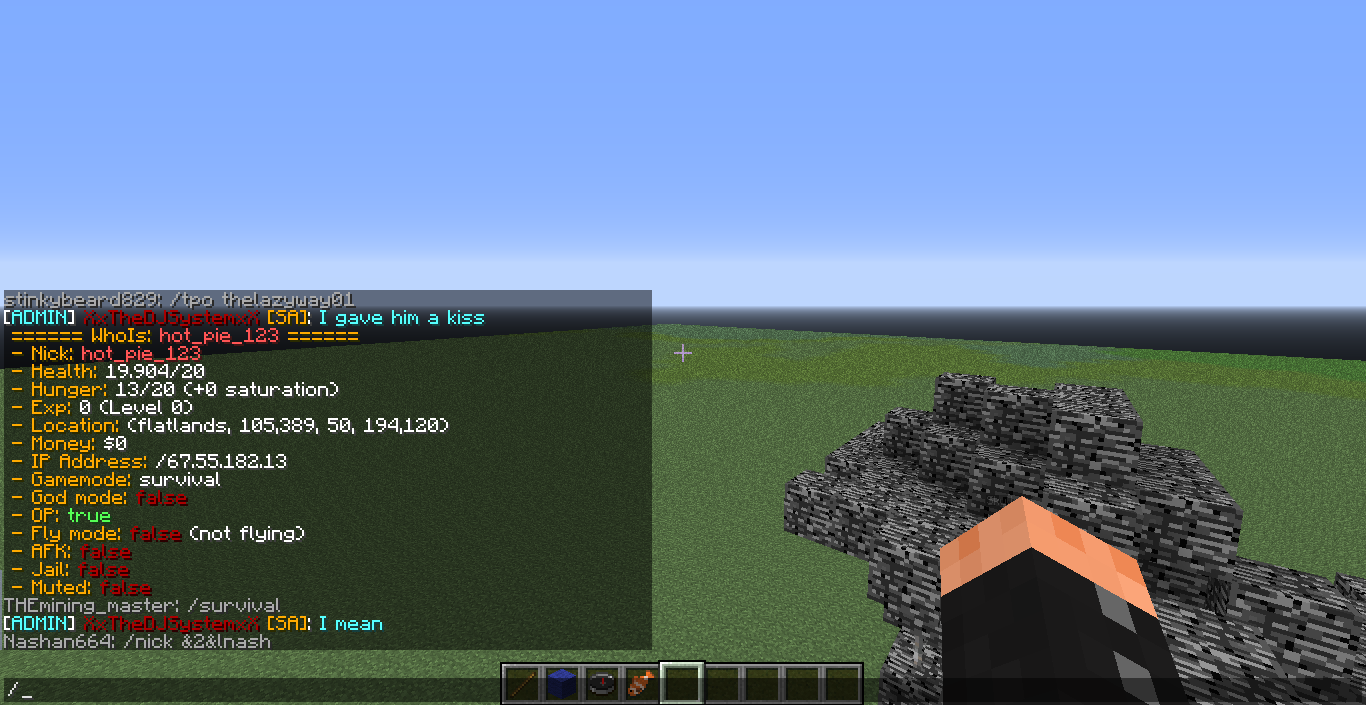 stinkybeard829: /tpo thelazyway01
[ADMIN] XxTheDJSystemxX [SA]: I gave him a kiss
====== WhoIs: hot_pie_123 ======
- Nick: hot_pie_123
- Health: 19.904/20
- Hunger: 13/20 (+0 saturation)
- Exp: 0 (Level 0)
- Location: (flatlands, 105,389, 50, 194,120)
- Money: $0
- IP Address: /67.55.182.13
- Gamemode: survival
- God mode: false
- OP: true
- Fly mode: false (not flying)
- AFK: false
- Jail: false
- Muted: false
THEmining_master: /survival
[ADMIN] XxTheDJSystemxX [SA]: I mean
Nashan664: /nick &2&lnash
/_